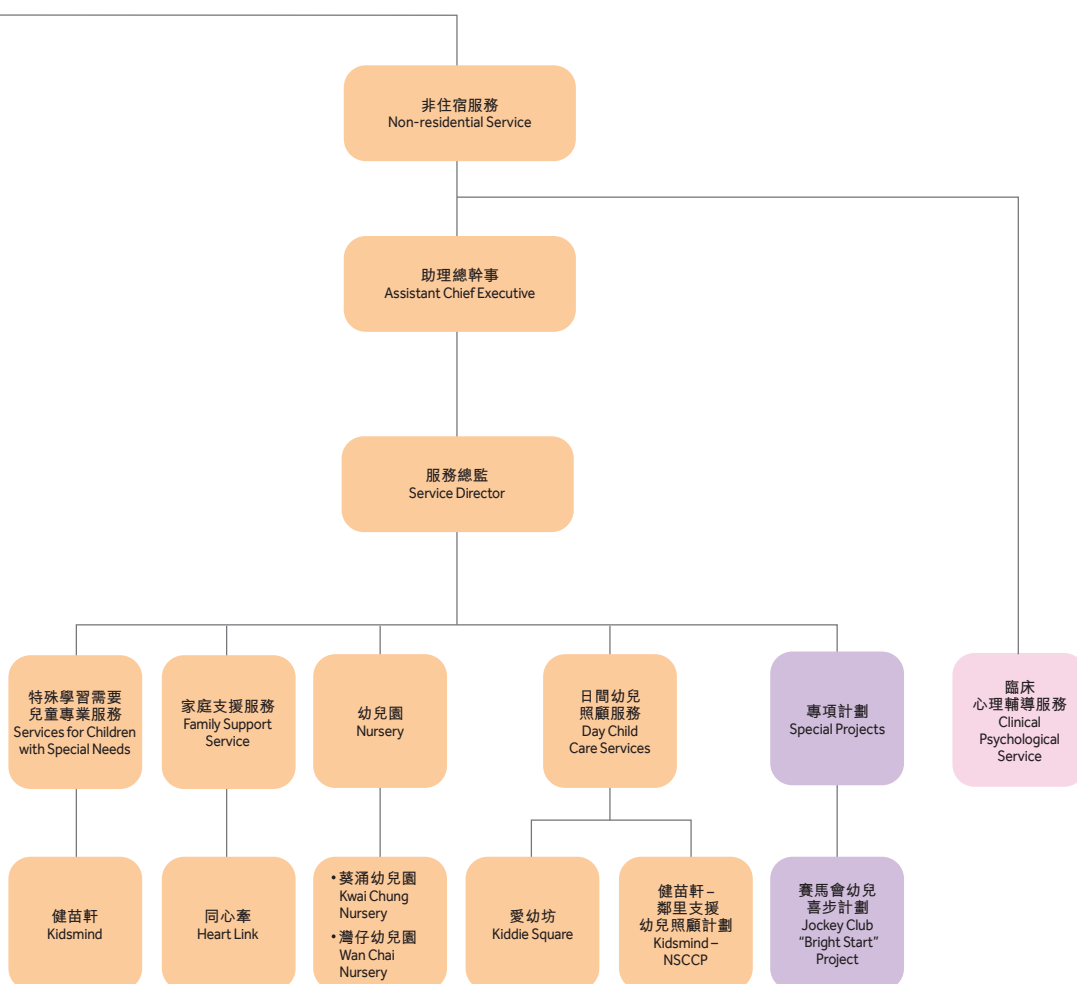 非住宿服務
Non-residential Service
助理總幹事
Assistant Chief Executive
服務總監
Service Director
特殊學習需要
兒童專業服務
Services for Children
with Special Needs
家庭支援服務
Family Support
Service
幼兒園
Nursery
日間幼兒
照顧服務
Day Child
Care Services
專項計劃
Special Projects
臨床
心理輔導服務
Clinical
Psychological
Service
健苗軒
Kidsmind
同心牽
Heart Link
•葵涌幼兒園
Kwai Chung
Nursery
•灣仔幼兒園
Wan Chai
Nursery
愛幼坊
Kiddie Square
健苗軒–
鄰里支援
幼兒照顧計劃
Kidsmind–
NSCCP
賽馬會幼兒
喜步計劃
Jockey Club
“Bright Start”
Project